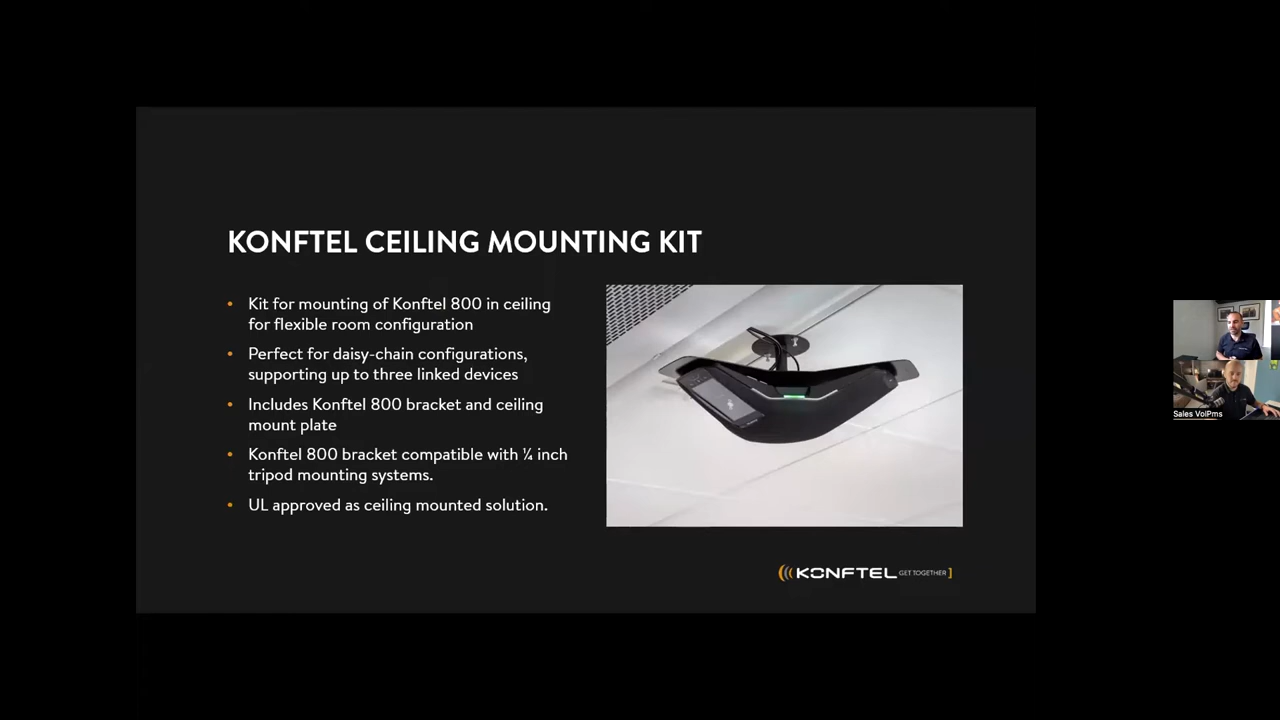 KONFTEL CEILING MOUNTING KIT
• Kit for mounting of Konftel 800 in ceiling
for flexible room configuration
• Perfect for daisy-chain configurations,
supporting up to three linked devices
• Includes Konftel 800 bracket and ceiling
mount plate
• Konftel 800 bracket compatible with ¼ inch
tripod mounting systems.
• UL approved as ceiling mounted solution.
KONFTEL GET TOGETHER
Sales VoIPms